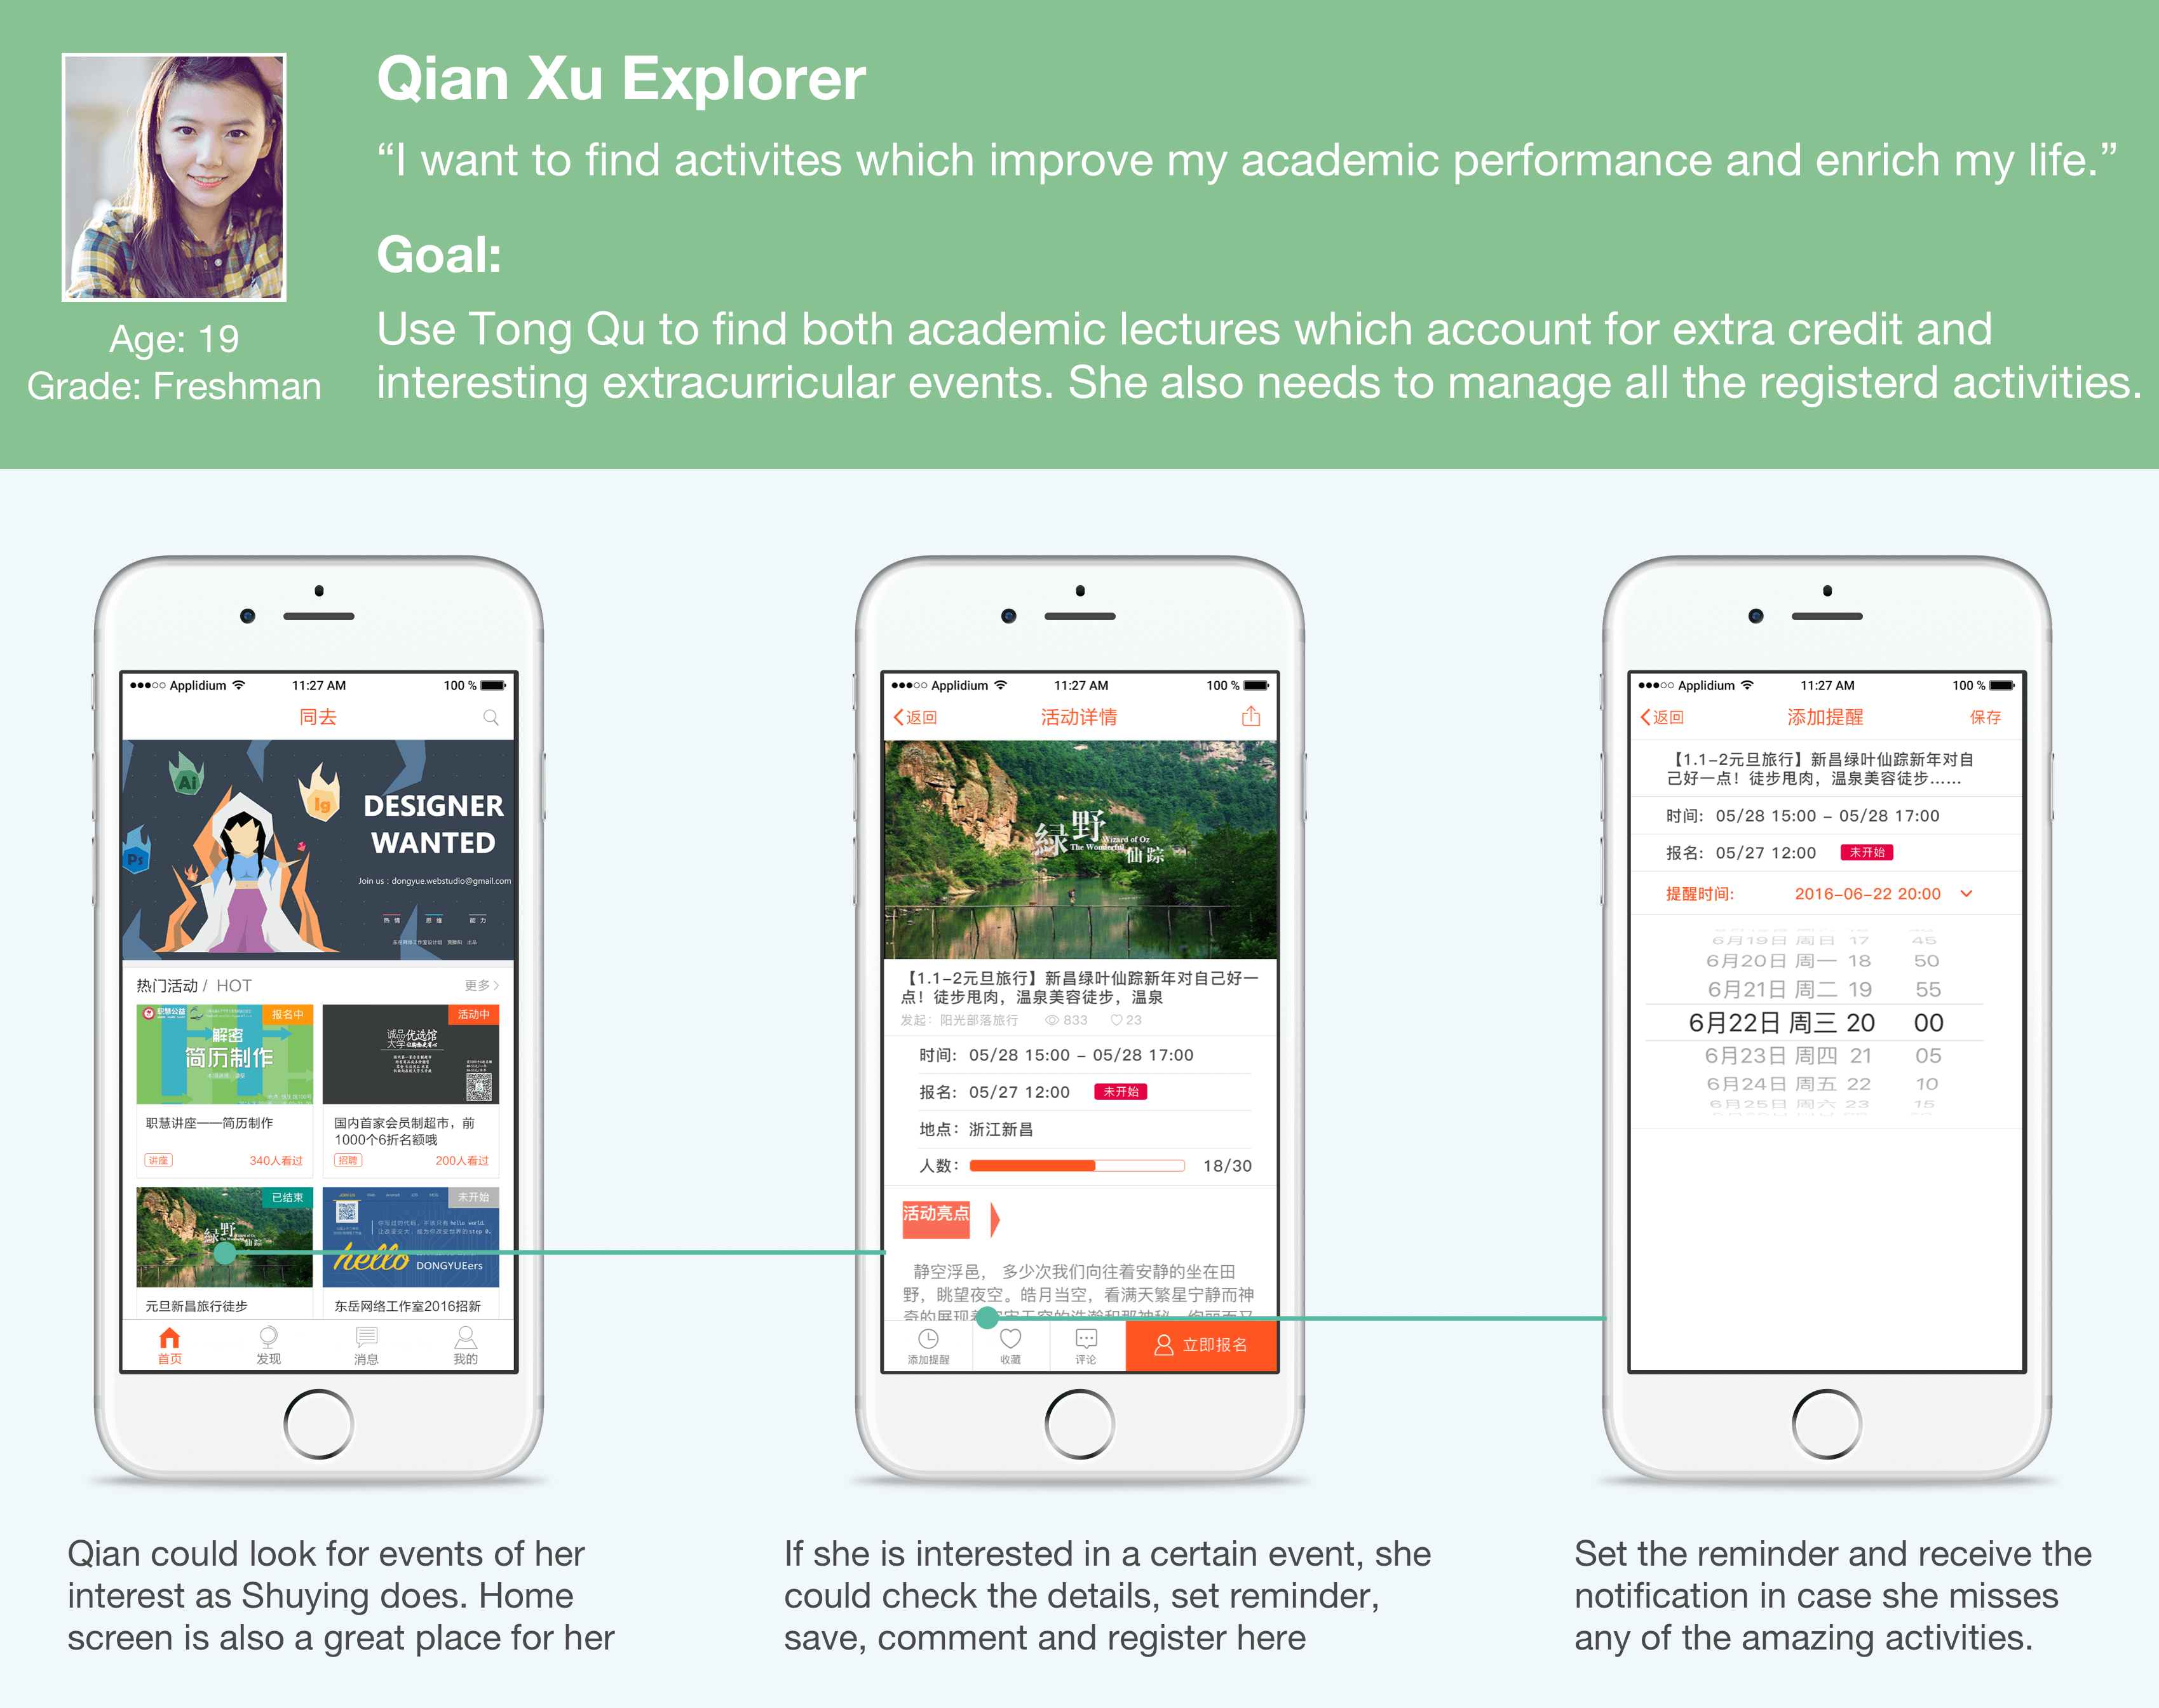 Qian Xu Explorer
“I want to find activites which improve my academic performance and enrich my life.”
Goal:
Use Tong Qu to find both academic lectures which account for extra credit and
interesting extracurricular events. She also needs to manage all the registerd activities.
Age: 19
Grade: Freshman
Applidium 11:27 AM 100 %
同去
Ai
Ig
Ps
DESIGNER
WANTED
Join us : dongyue.webstudio@gmail.com
热 情 思 维 能 力
热门活动 / HOT 更多
报名中
解密
简历制作
职慧讲座——简历制作
讲座 340人看过
活动中
诚品优选馆
国内首家会员制超市，前
1000个6折名额哦
招聘 200人看过
已结束
绿野
仙踪
元旦新昌旅行徒步
未开始
hello DONGYUEers
东岳网络工作室2016招新
首页 发现 消息 我的
Applidium 11:27 AM 100 %
返回 活动详情
緑野
Wizard of Oz
The Wonderful
仙踪
【1.1–2元旦旅行】新昌绿叶仙踪新年对自己好一
点！徒步甩肉，温泉美容徒步，温泉
发起：阳光部落旅行 833 23
时间: 05/28 15:00 – 05/28 17:00
报名: 05/27 12:00 未开始
地点：浙江新昌
人数： 18/30
活动亮点
静空浮邑， 多少次我们向往着安静的坐在田
野，眺望夜空。皓月当空，看满天繁星宁静而神
添加提醒 收藏 评论 立即报名
Applidium 11:27 AM 100 %
返回 添加提醒 保存
【1.1–2元旦旅行】新昌绿叶仙踪新年对自
己好一点！徒步甩肉，温泉美容徒步……
时间: 05/28 15:00 – 05/28 17:00
报名: 05/27 12:00 未开始
提醒时间: 2016–06–22 20:00
6月19日 周日 17 45
6月20日 周一 18 50
6月21日 周二 19 55
6月22日 周三 20 00
6月23日 周四 21 05
6月24日 周五 22 10
6月25日 周六 23 15
Qian could look for events of her
interest as Shuying does. Home
screen is also a great place for her
If she is interested in a certain event, she
could check the details, set reminder,
save, comment and register here
Set the reminder and receive the
notification in case she misses
any of the amazing activities.